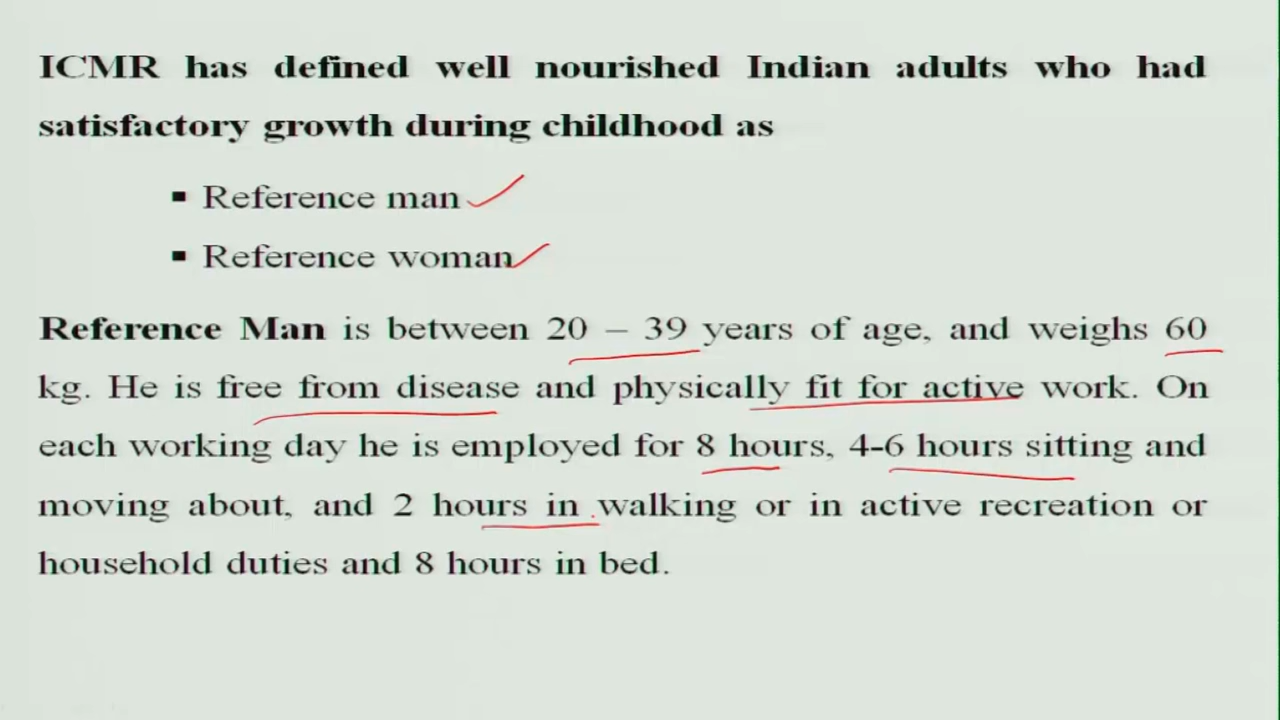 ICMR has defined well nourished Indian adults who had
satisfactory growth during childhood as
▪ Reference man
▪ Reference woman
Reference Man is between 20 – 39 years of age, and weighs 60
kg. He is free from disease and physically fit for active work. On
each working day he is employed for 8 hours, 4-6 hours sitting and
moving about, and 2 hours in walking or in active recreation or
household duties and 8 hours in bed.